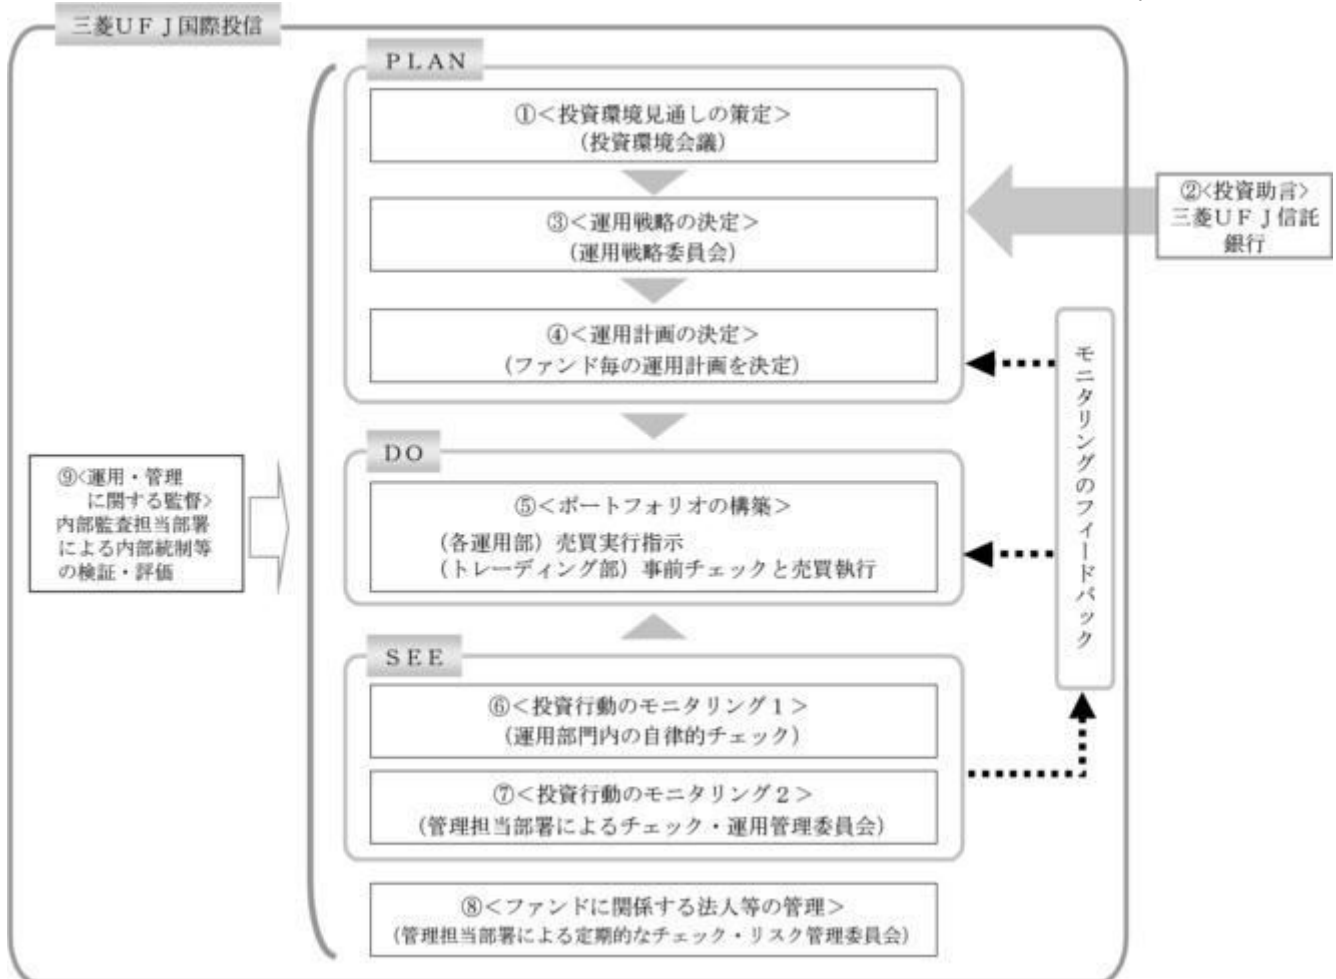 三菱UFJ国際投信
PLAN
①<投資環境見通しの策定>
(投資環境会議)
②<投資助言>
三菱UFJ信託
銀行
③<運用戦略の決定>
(運用戦略委員会)
④<運用計画の決定>
(ファンド毎の運用計画を決定)
モニタリングのフィードバック
DO
⑤<ポートフォリオの構築>
(各運用部)売買実行指示
(トレーディング部)事前チェックと売買執行
⑨<運用・管理
に関する監督>
内部監査担当部署
による内部統制等
の検証・評価
SEE
⑥<投資行動のモニタリング1>
(運用部門内の自律的チェック)
⑦<投資行動のモニタリング2>
(管理担当部署によるチェック・運用管理委員会)
⑧<ファンドに関係する法人等の管理>
(管理担当部署による定期的なチェック・リスク管理委員会)